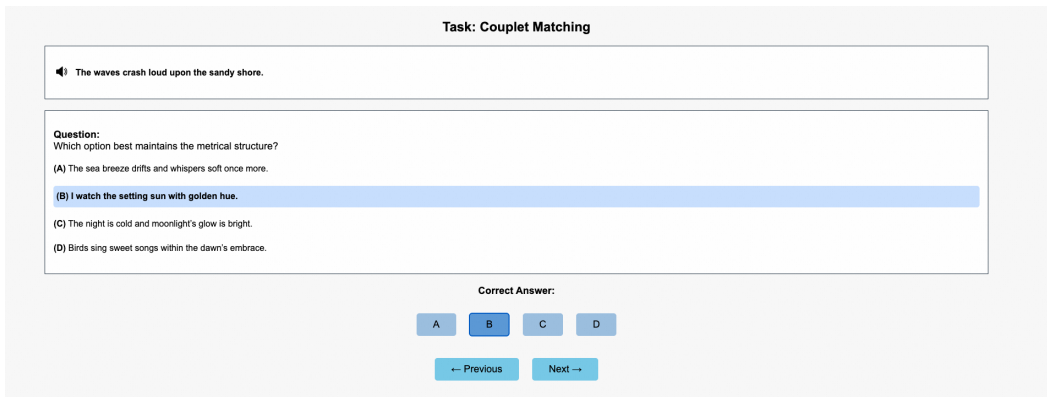 Task: Couplet Matching
The waves crash loud upon the sandy shore.
Question:
Which option best maintains the metrical structure?
(A) The sea breeze drifts and whispers soft once more.
(B) I watch the setting sun with golden hue.
(C) The night is cold and moonlight's glow is bright.
(D) Birds sing sweet songs within the dawn's embrace.
Correct Answer:
A B C D
← Previous Next →